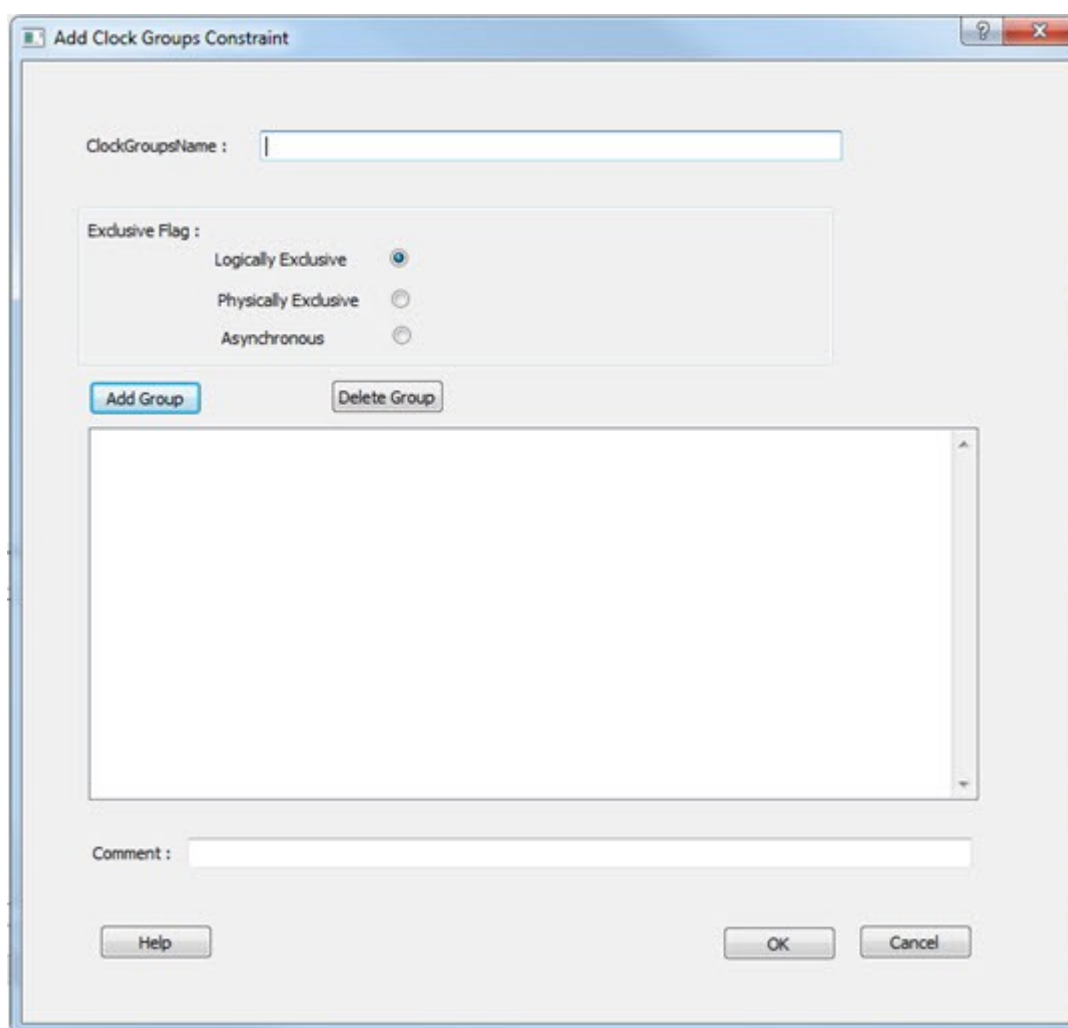 Add Clock Groups Constraint
ClockGroupsName :
Exclusive Flag :
Logically Exclusive
Physically Exclusive
Asynchronous
Add Group Delete Group
Comment :
Help OK Cancel